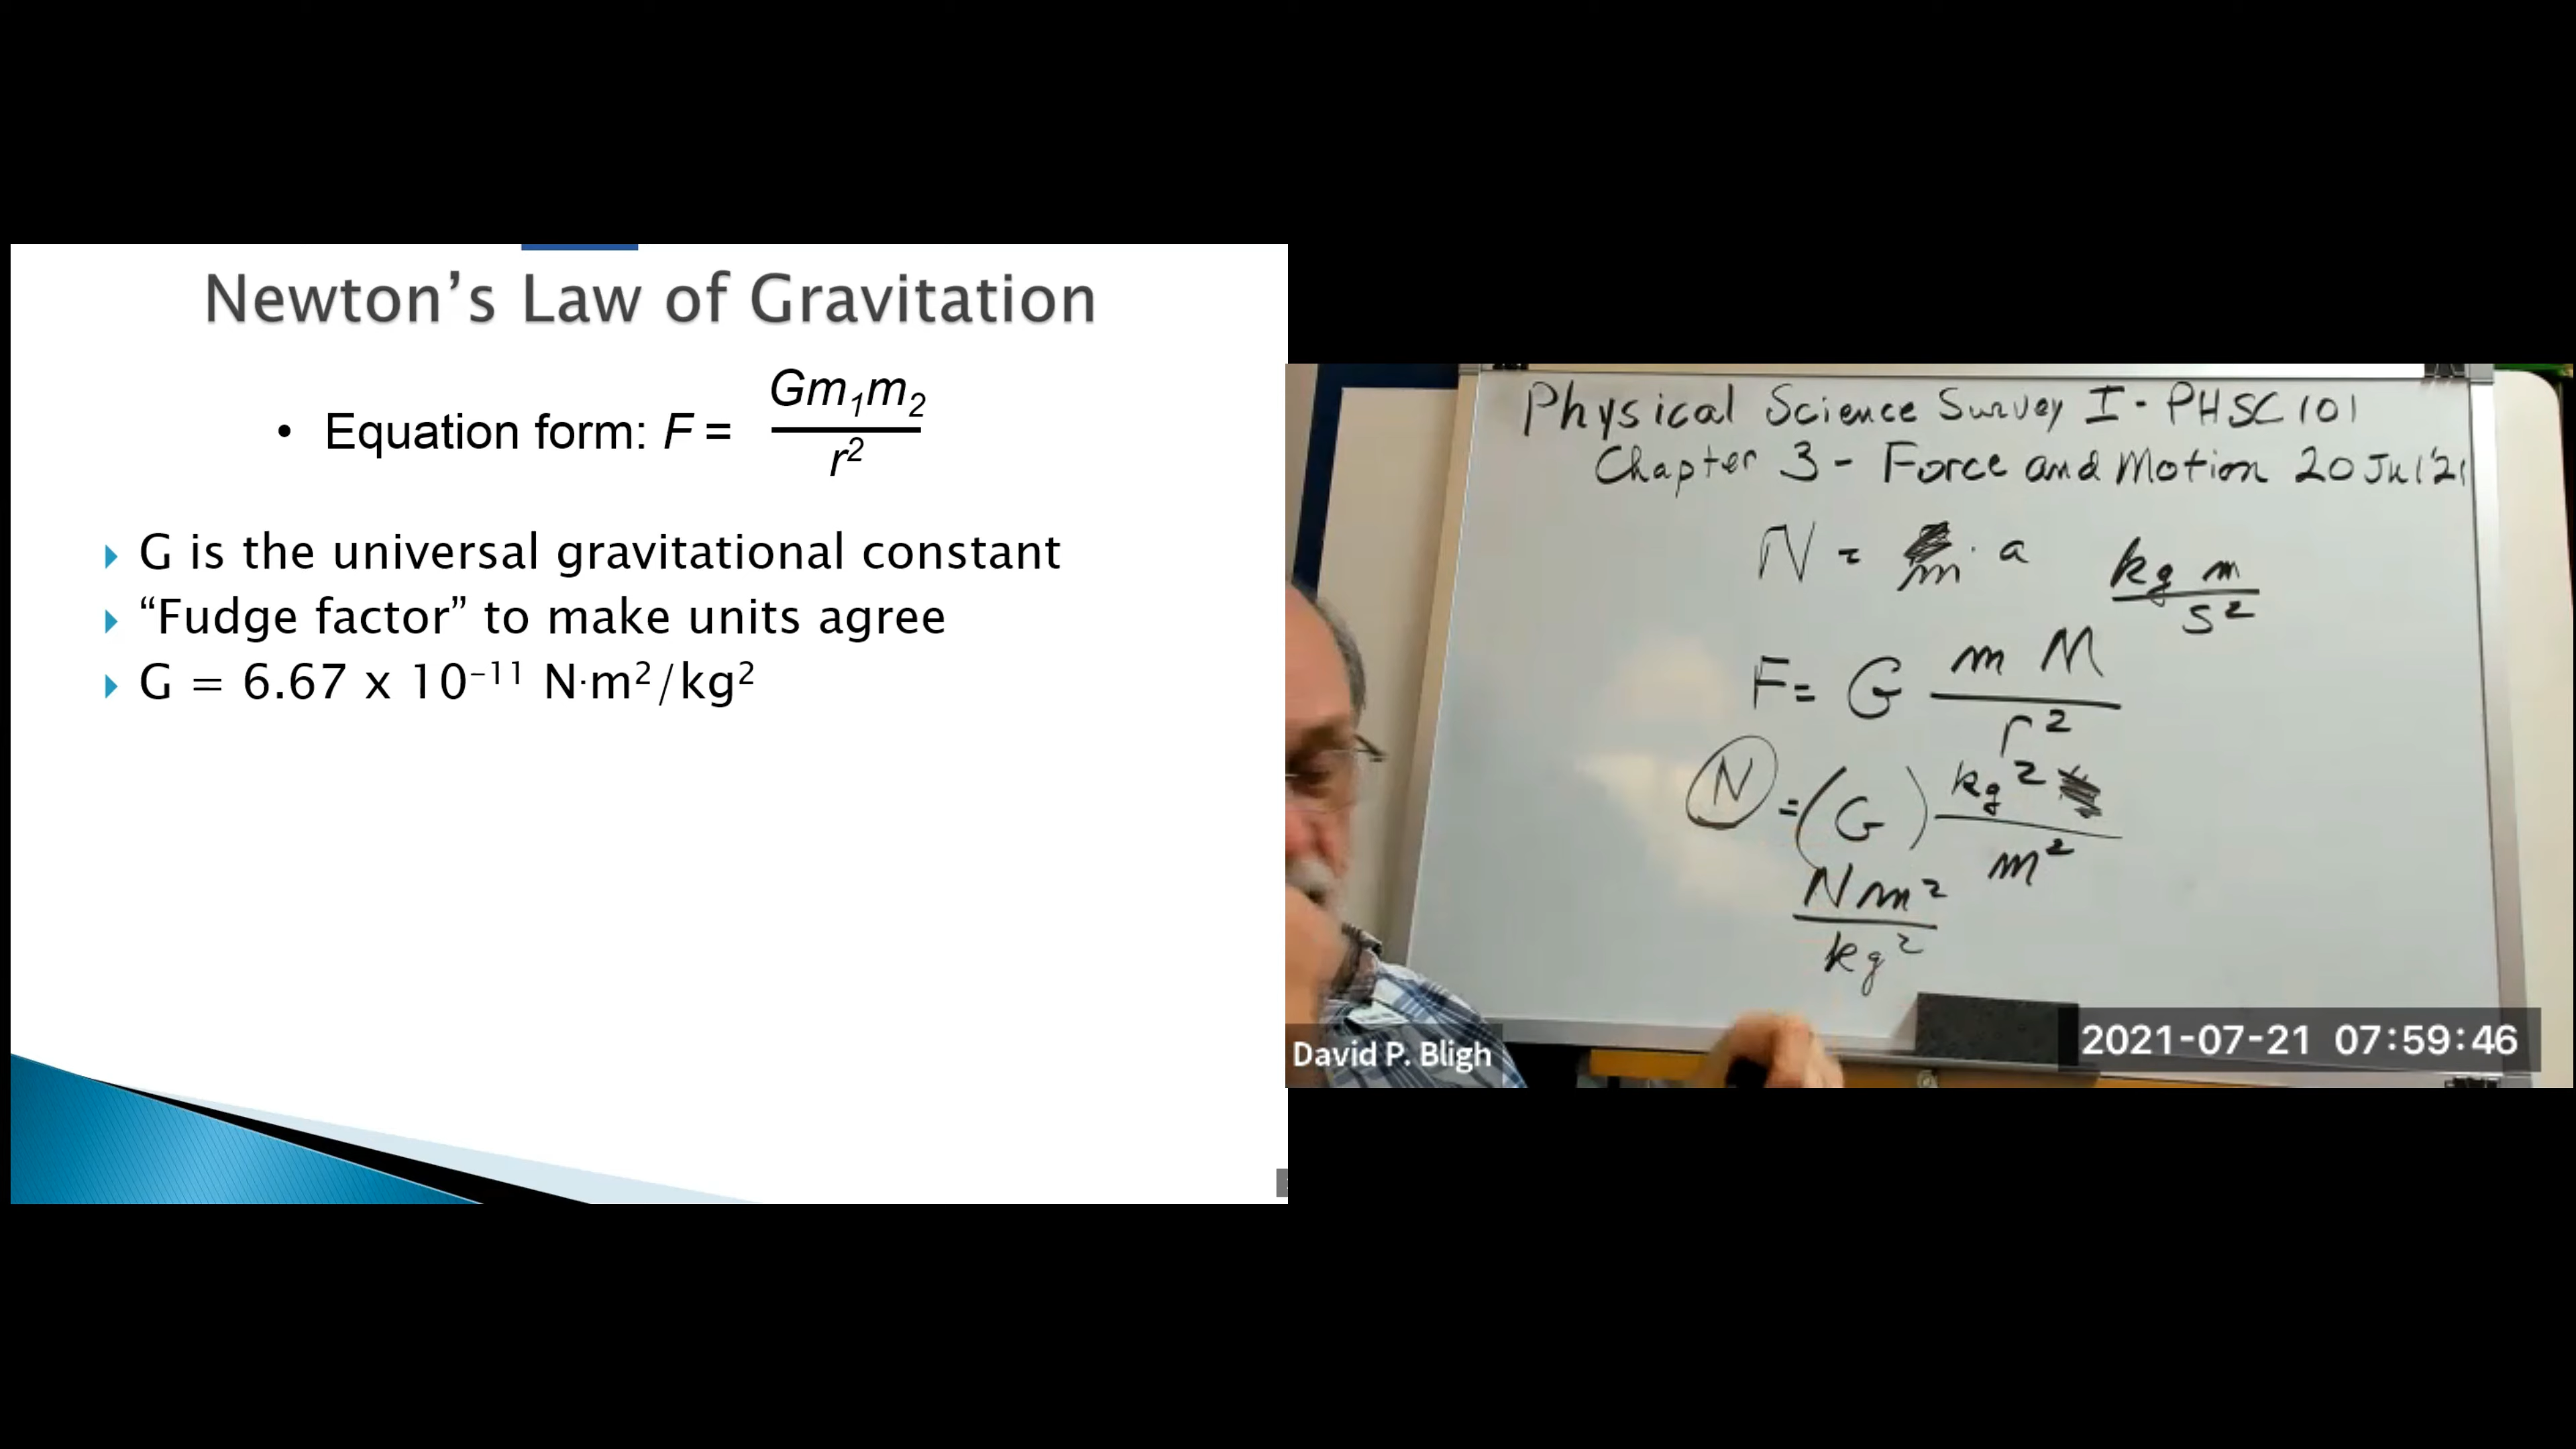 Newton's Law of Gravitation
• Equation form: F = Gm₁m₂ / r²
G is the universal gravitational constant
“Fudge factor” to make units agree
G = 6.67 x 10⁻¹¹ N·m²/kg²
Physical Science Survey I - PHSC 101
Chapter 3 - Force and Motion 20 Jul '21
N = m · a kg m / s²
F = G m M / r²
N = (G) kg² / m²
N m² / kg²
David P. Bligh
2021-07-21 07:59:46